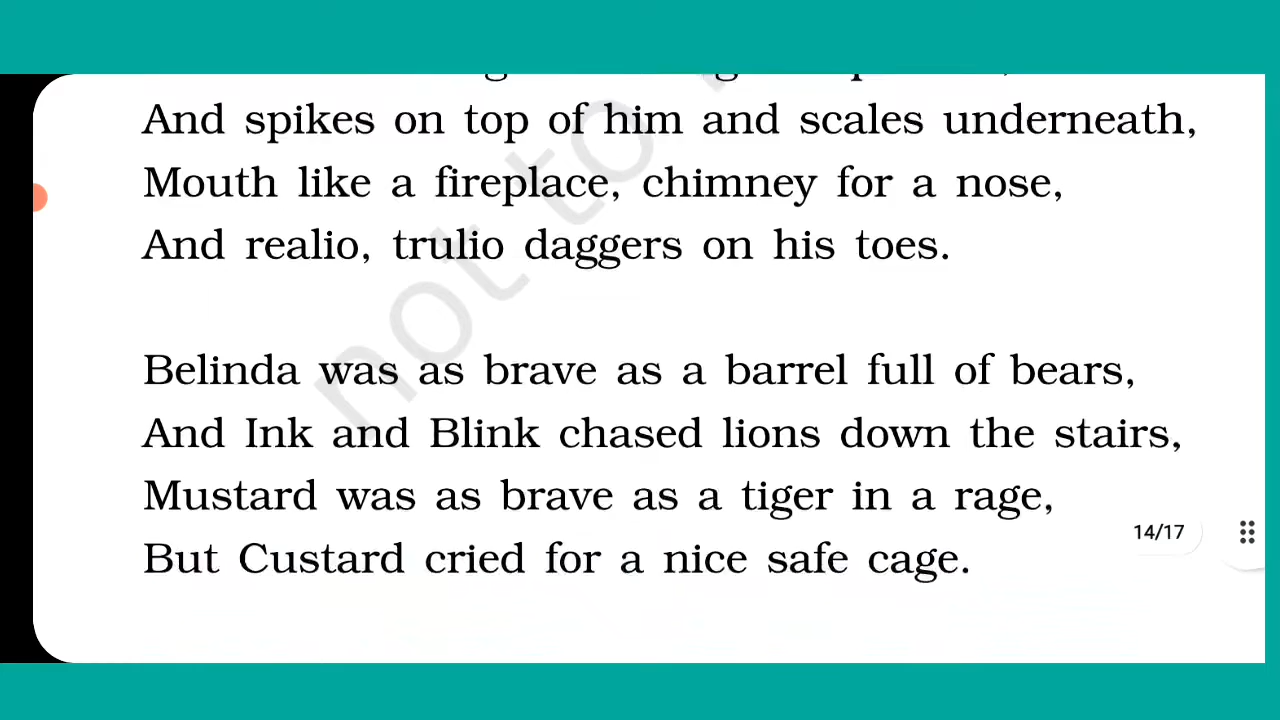 And spikes on top of him and scales underneath,
Mouth like a fireplace, chimney for a nose,
And realio, trulio daggers on his toes.
Belinda was as brave as a barrel full of bears,
And Ink and Blink chased lions down the stairs,
Mustard was as brave as a tiger in a rage,
14/17
But Custard cried for a nice safe cage.
not to